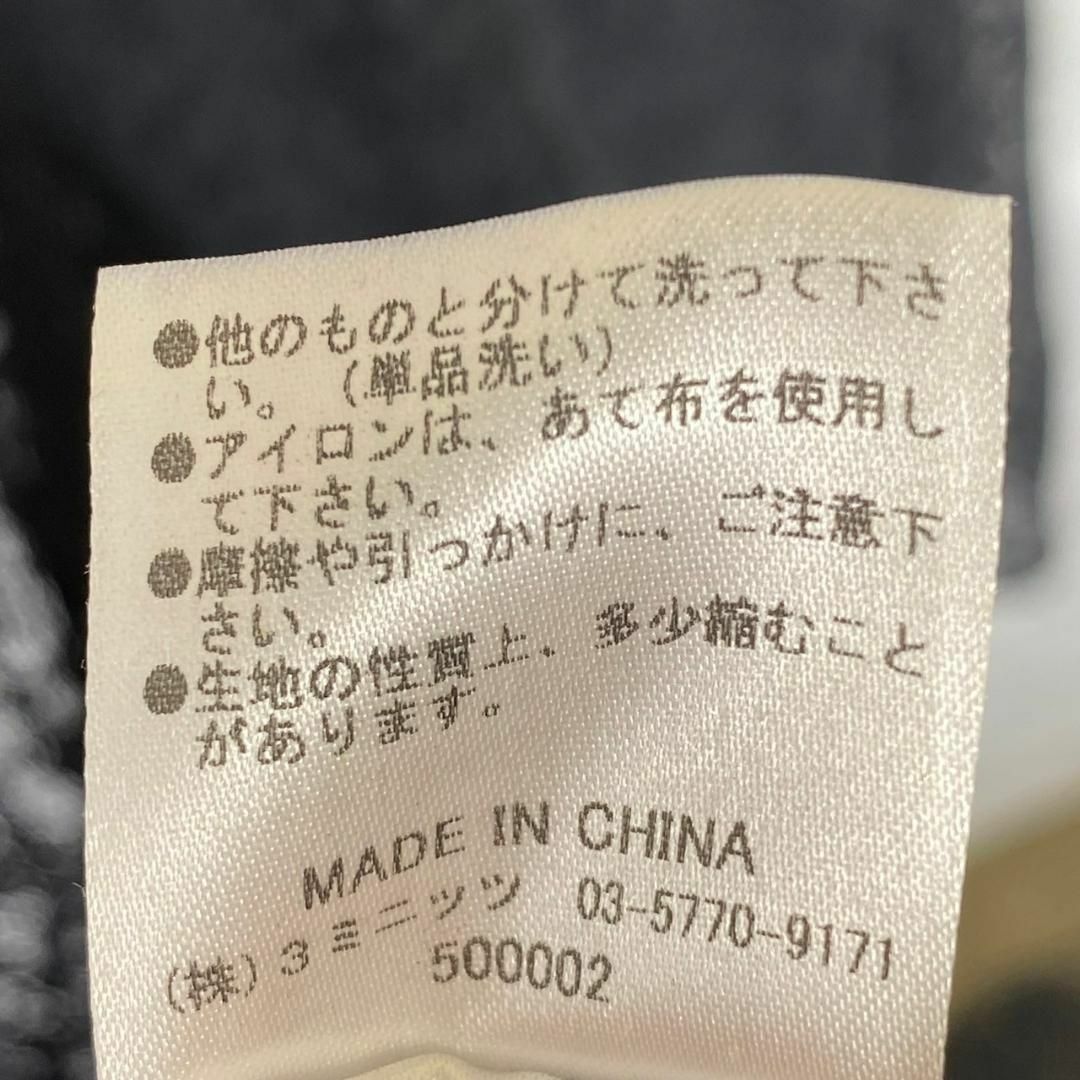 ●他のものと分けて洗って下さ
い。（単品洗い）
●アイロンは、あて布を使用し
て下さい。
●摩擦や引っかけに、ご注意下
さい。
●生地の性質上、多少縮むこと
があります。
MADE IN CHINA
（株）3ミニッツ 03-5770-9171
500002